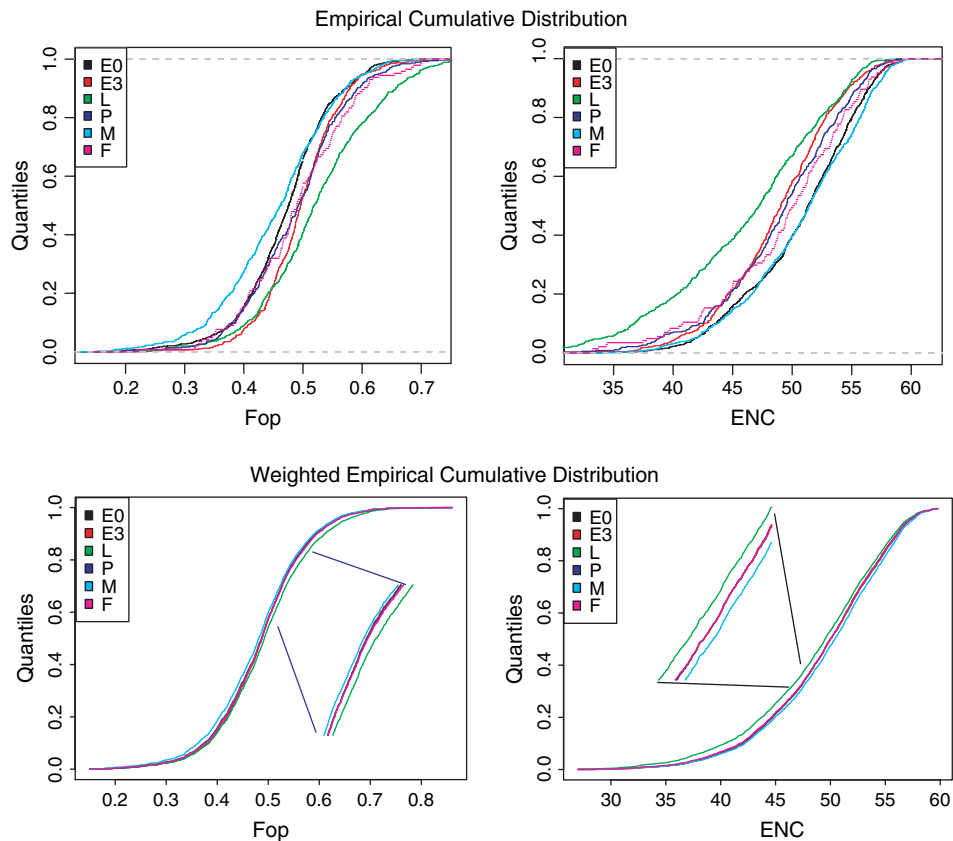 Empirical Cumulative Distribution
E0
E3
L
P
M
F
Quantiles
0.0 0.2 0.4 0.6 0.8 1.0
0.2 0.3 0.4 0.5 0.6 0.7
Fop
E0
E3
L
P
M
F
Quantiles
0.0 0.2 0.4 0.6 0.8 1.0
35 40 45 50 55 60
ENC
Weighted Empirical Cumulative Distribution
E0
E3
L
P
M
F
Quantiles
0.0 0.2 0.4 0.6 0.8 1.0
0.2 0.3 0.4 0.5 0.6 0.7 0.8
Fop
E0
E3
L
P
M
F
Quantiles
0.0 0.2 0.4 0.6 0.8 1.0
30 35 40 45 50 55 60
ENC